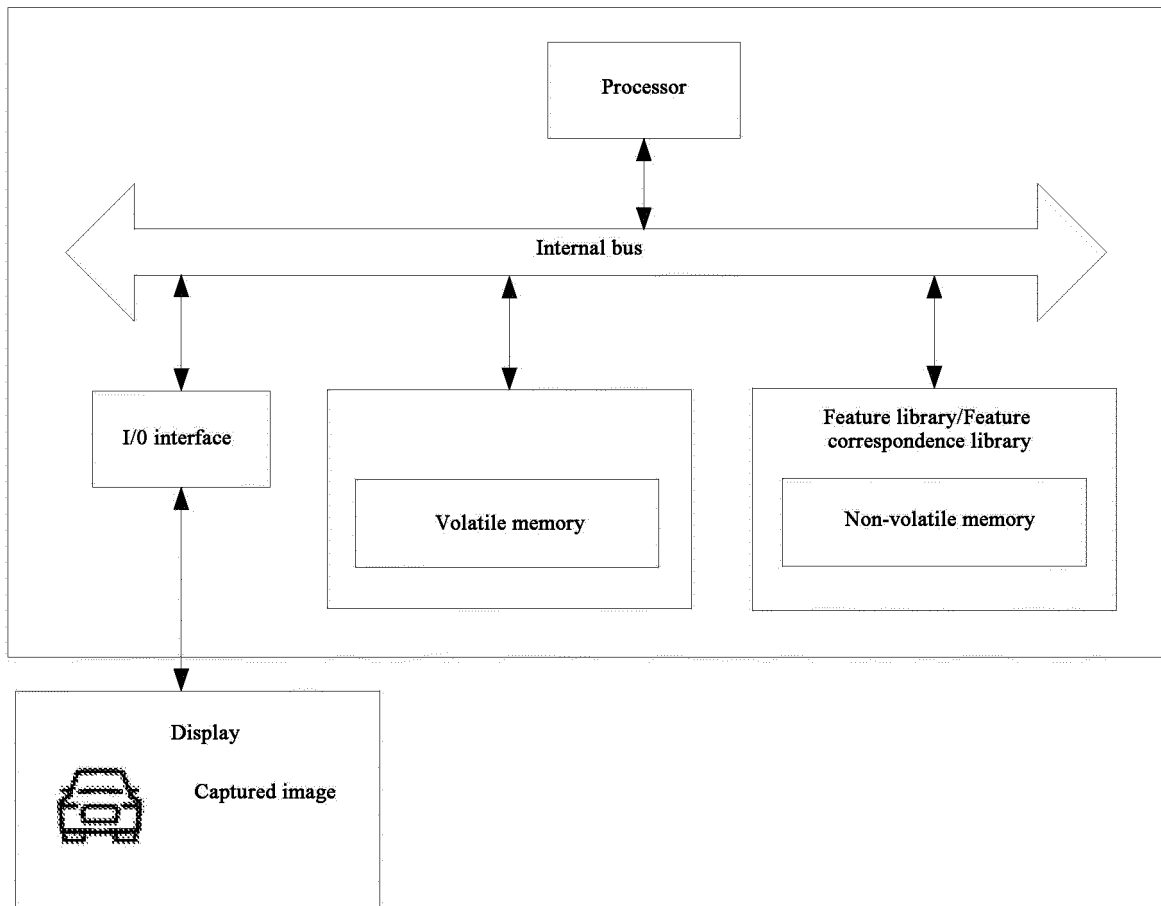 Processor
Internal bus
I/0 interface
Volatile memory
Feature library/Feature
correspondence library
Non-volatile memory
Display
Captured image